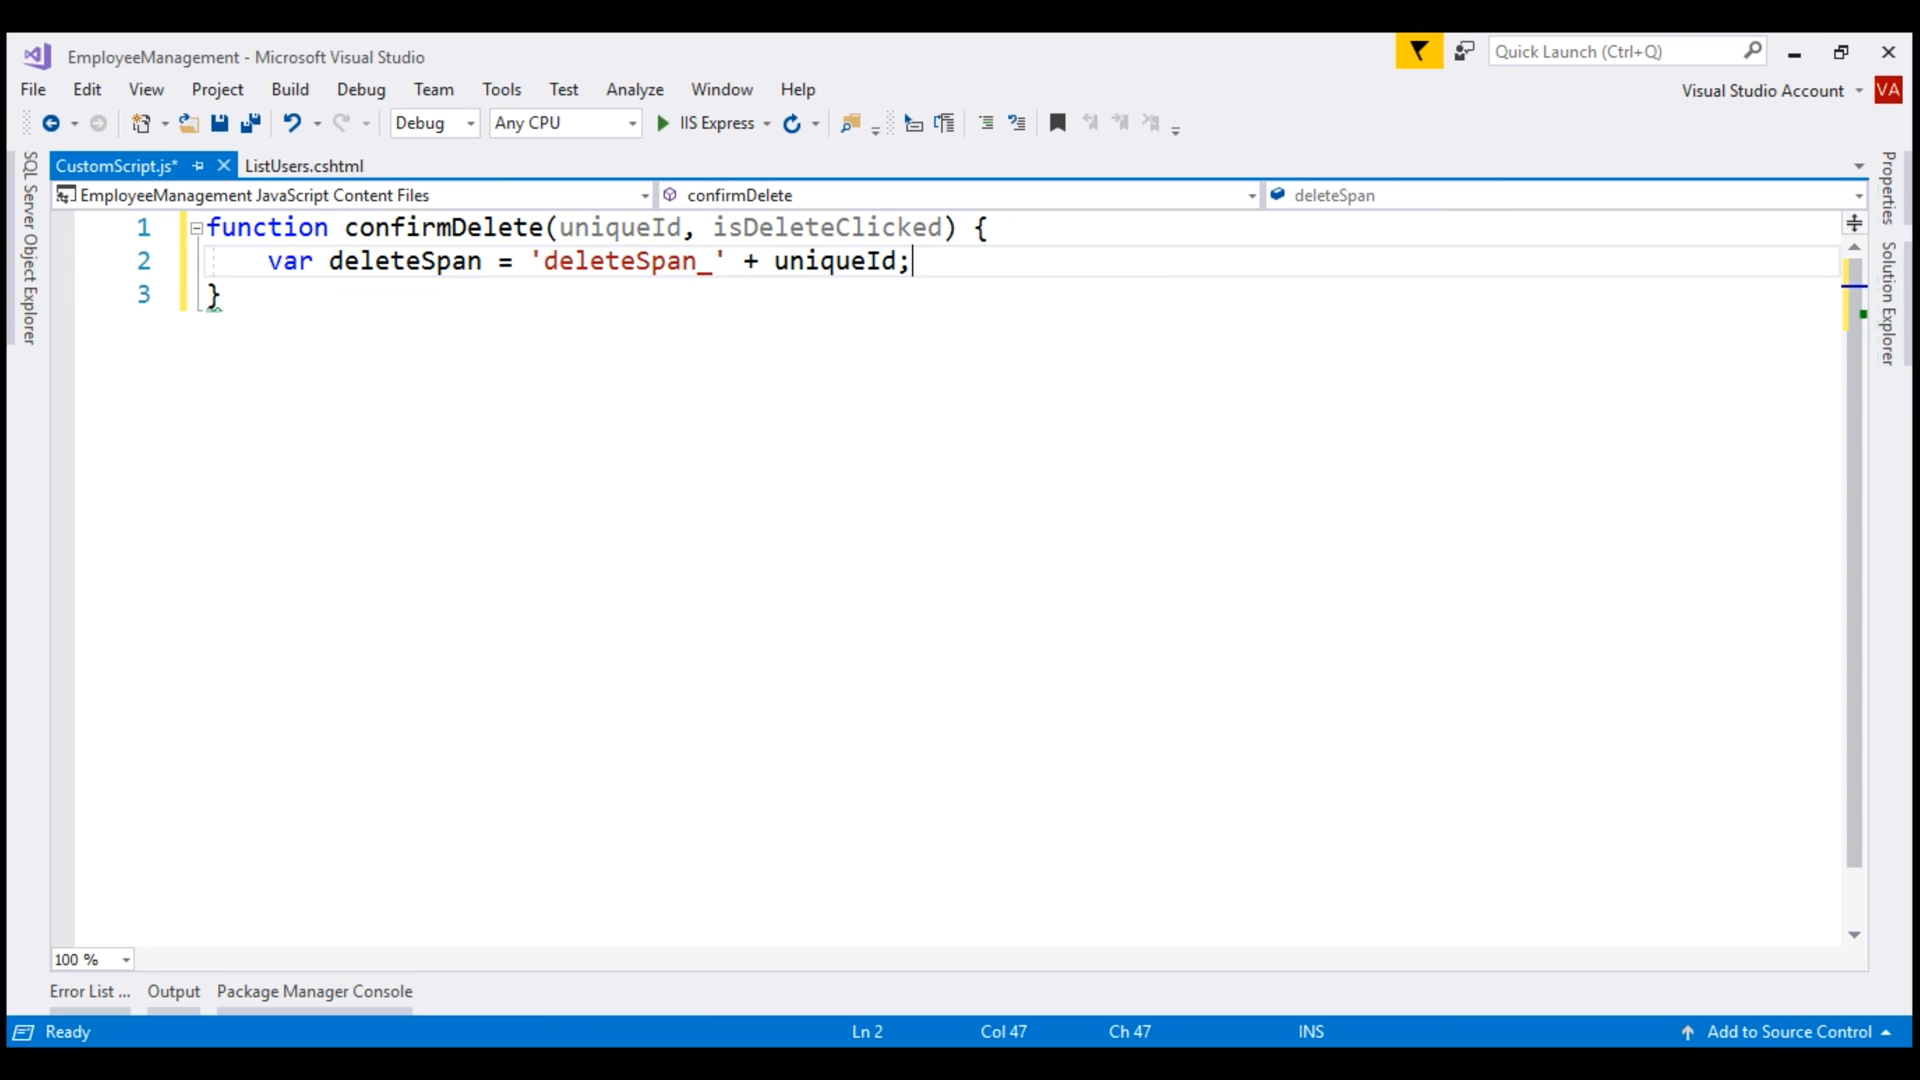 EmployeeManagement - Microsoft Visual Studio
Quick Launch (Ctrl+Q)
File Edit View Project Build Debug Team Tools Test Analyze Window Help
Visual Studio Account VA
Debug Any CPU IIS Express
CustomScript.js* ListUsers.cshtml
EmployeeManagement JavaScript Content Files confirmDelete deleteSpan
SQL Server Object Explorer
Properties
Solution Explorer
1 function confirmDelete(uniqueId, isDeleteClicked) {
2 var deleteSpan = 'deleteSpan_' + uniqueId;
3 }
100 %
Error List ... Output Package Manager Console
Ready Ln 2 Col 47 Ch 47 INS Add to Source Control